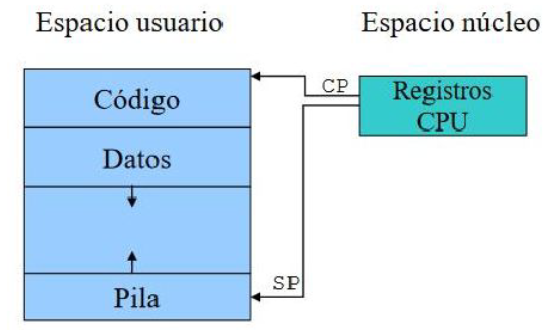 Espacio usuario
Espacio núcleo
Código
CP
Registros
CPU
Datos
SP
Pila